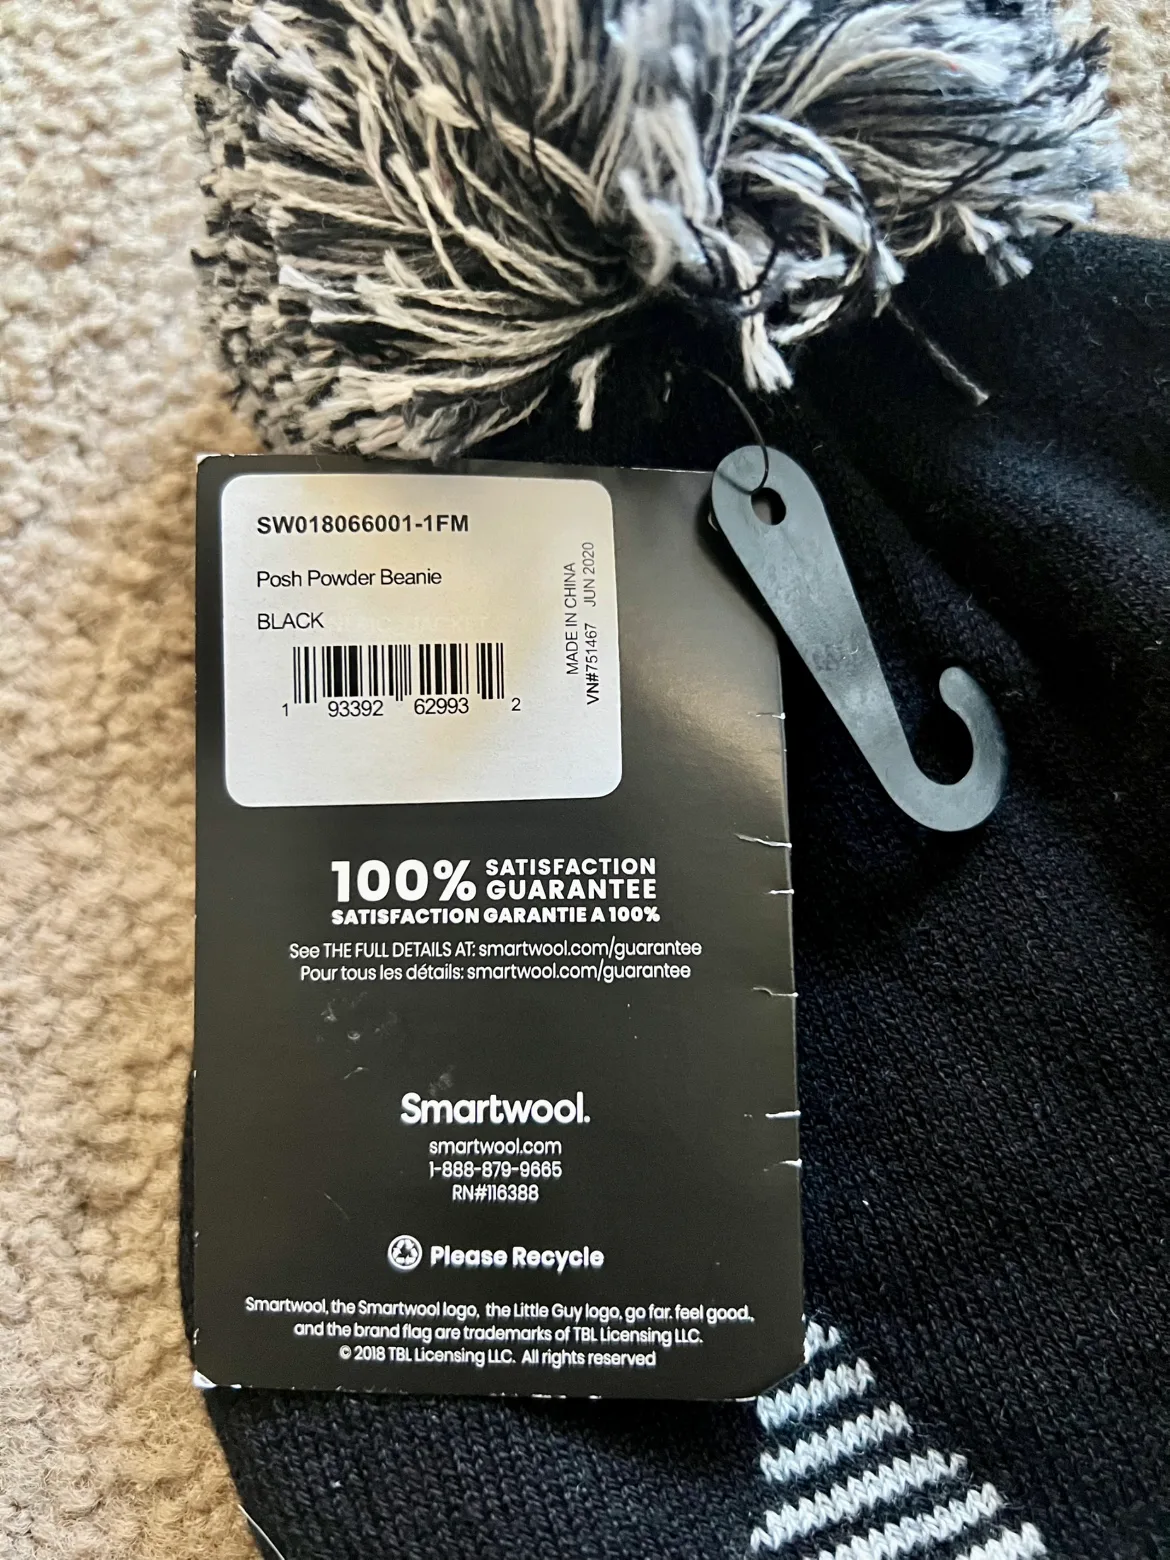 SW018066001-1FM
Posh Powder Beanie
BLACK
1 93392 62993 2
MADE IN CHINA
VN#751467 JUN 2020
100% SATISFACTION
GUARANTEE
SATISFACTION GARANTIE A 100%
See THE FULL DETAILS AT: smartwool.com/guarantee
Pour tous les détails: smartwool.com/guarantee
Smartwool.
smartwool.com
1-888-879-9665
RN#116388
Please Recycle
Smartwool, the Smartwool logo, the Little Guy logo, go far. feel good.,
and the brand flag are trademarks of TBL Licensing LLC.
© 2018 TBL Licensing LLC. All rights reserved